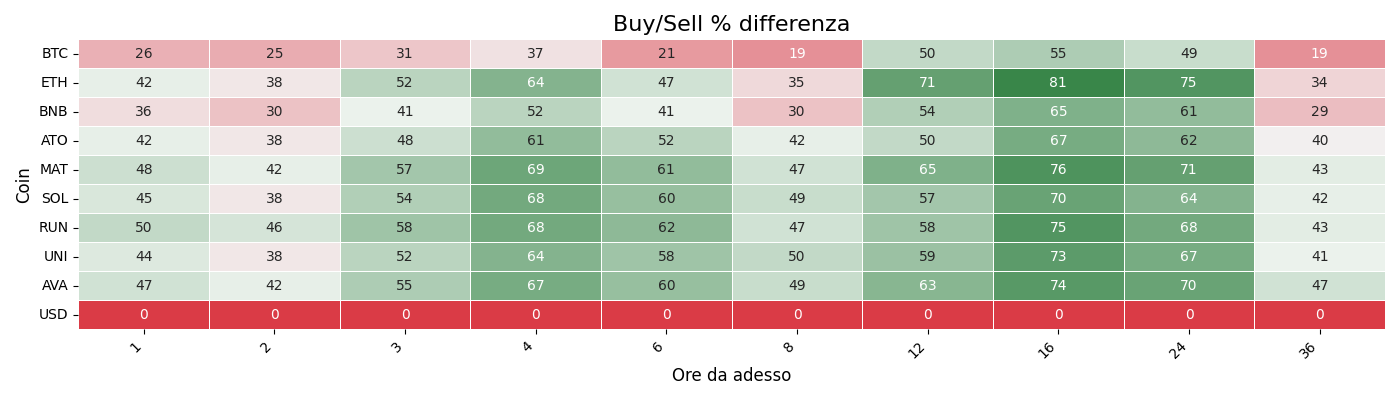 Buy/Sell % differenza
Coin
BTC 26 25 31 37 21 19 50 55 49 19
ETH 42 38 52 64 47 35 71 81 75 34
BNB 36 30 41 52 41 30 54 65 61 29
ATO 42 38 48 61 52 42 50 67 62 40
MAT 48 42 57 69 61 47 65 76 71 43
SOL 45 38 54 68 60 49 57 70 64 42
RUN 50 46 58 68 62 47 58 75 68 43
UNI 44 38 52 64 58 50 59 73 67 41
AVA 47 42 55 67 60 49 63 74 70 47
USD 0 0 0 0 0 0 0 0 0 0
1 2 3 4 6 8 12 16 24 36
Ore da adesso